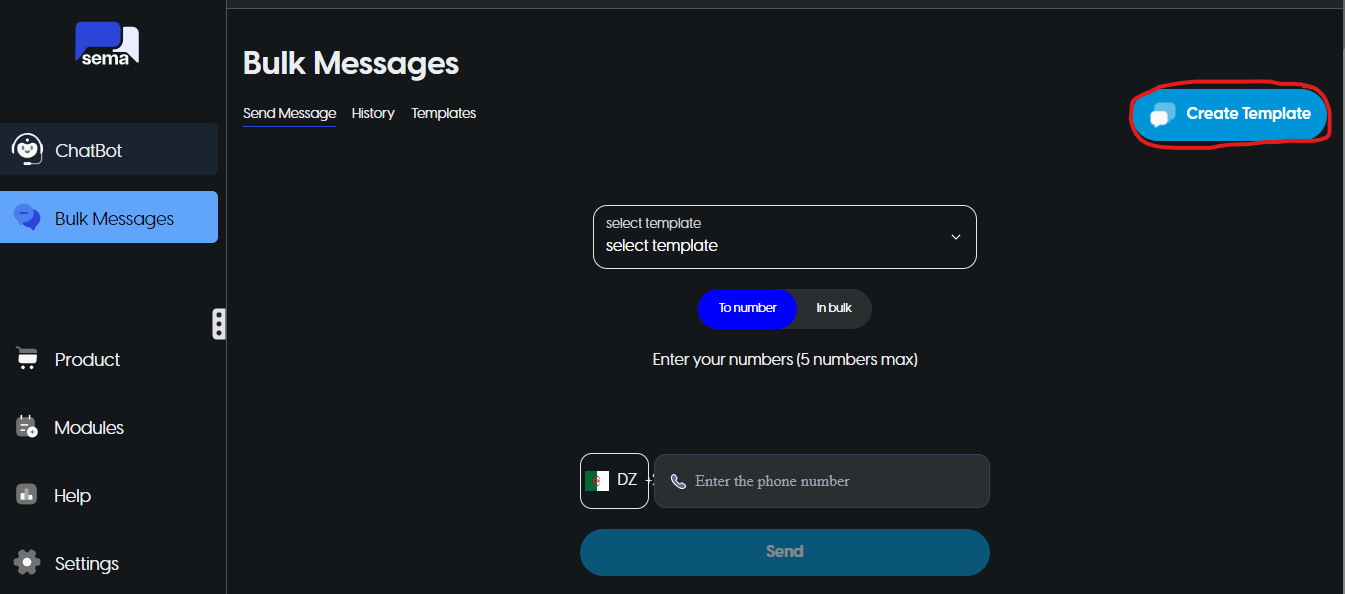 sema
ChatBot
Bulk Messages
Product
Modules
Help
Settings
Bulk Messages
Send Message History Templates
Create Template
select template
select template
To number In bulk
Enter your numbers (5 numbers max)
DZ Enter the phone number
Send